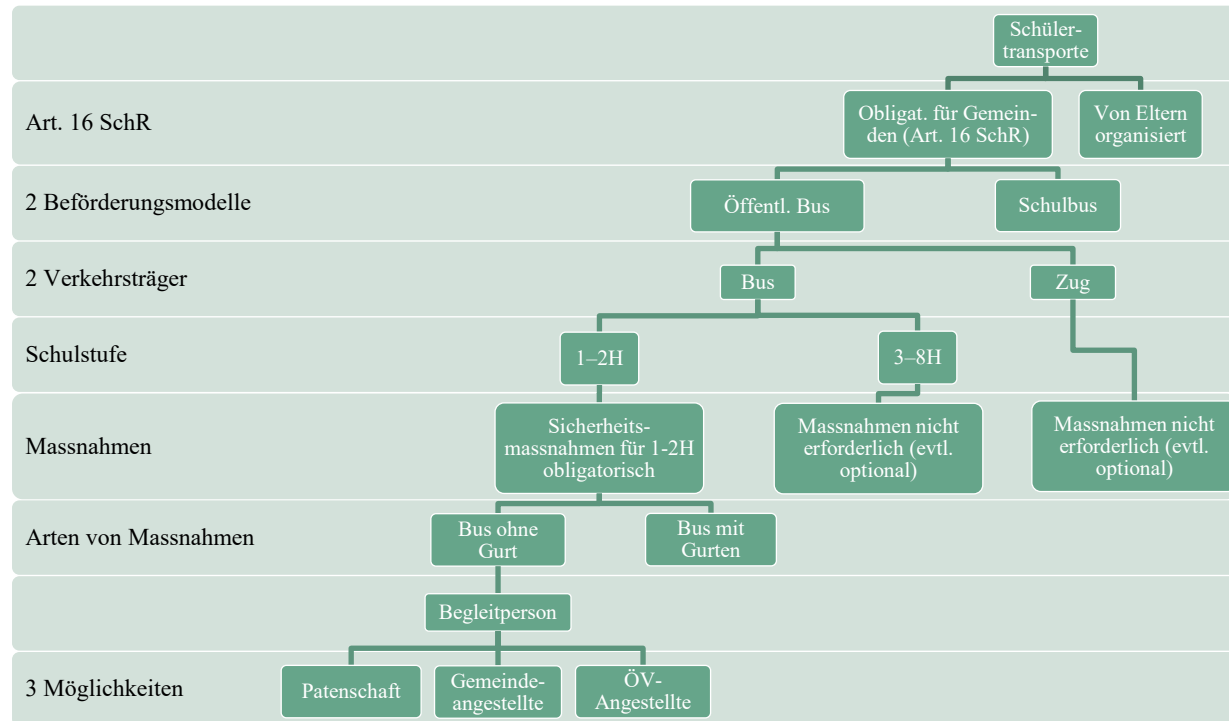 Schüler-
transporte
Art. 16 SchR
Obligat. für Gemein-
den (Art. 16 SchR)
Von Eltern
organisiert
2 Beförderungsmodelle
Öffentl. Bus
Schulbus
2 Verkehrsträger
Bus
Zug
Schulstufe
1–2H
3–8H
Massnahmen
Sicherheits-
massnahmen für 1-2H
obligatorisch
Massnahmen nicht
erforderlich (evtl.
optional)
Massnahmen nicht
erforderlich (evtl.
optional)
Arten von Massnahmen
Bus ohne
Gurt
Bus mit
Gurten
Begleitperson
3 Möglichkeiten
Patenschaft
Gemeinde-
angestellte
ÖV-
Angestellte